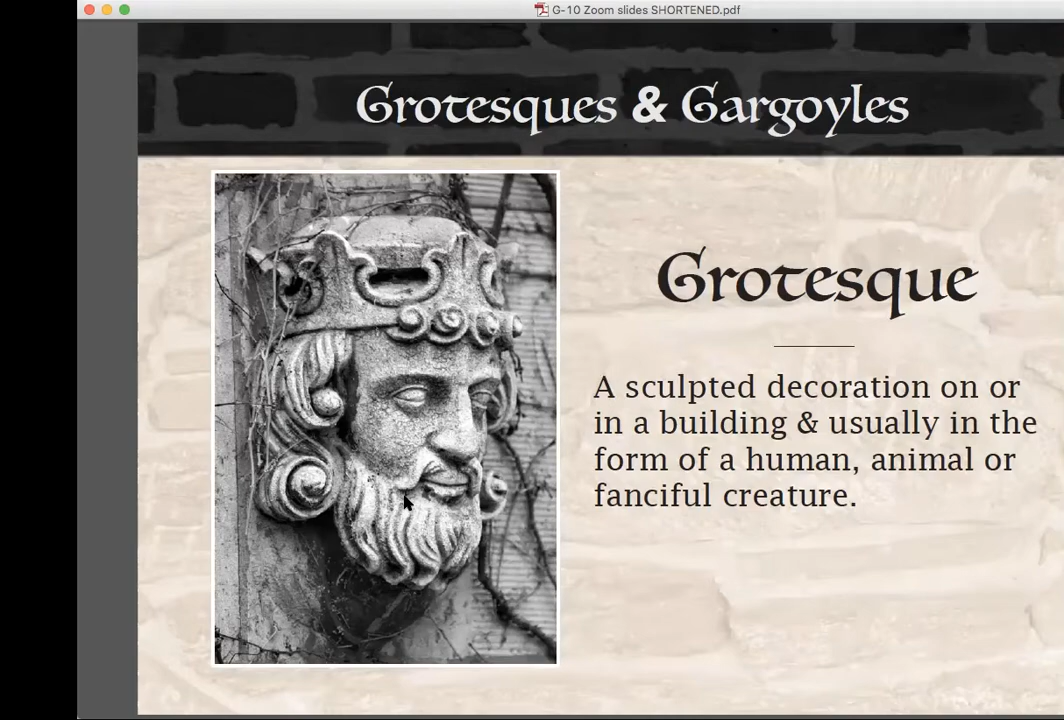 G-10 Zoom slides SHORTENED.pdf
Grotesques & Gargoyles
Grotesque
A sculpted decoration on or
in a building & usually in the
form of a human, animal or
fanciful creature.